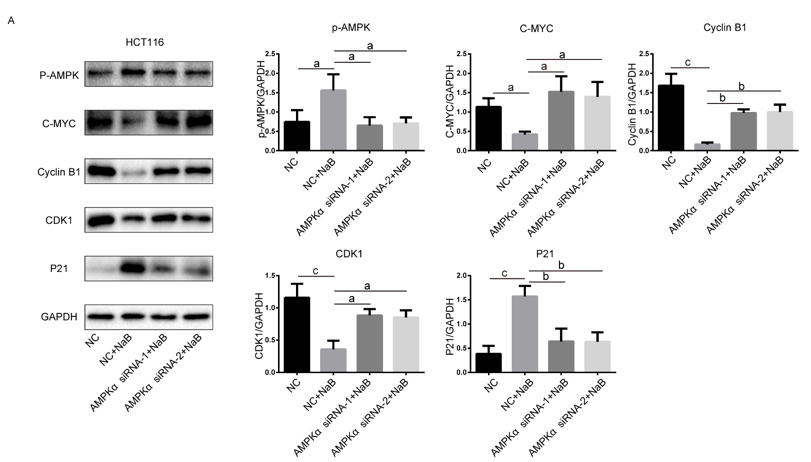 A
HCT116
P-AMPK
C-MYC
Cyclin B1
CDK1
P21
GAPDH
NC
NC+NaB
AMPKα siRNA-1+NaB
AMPKα siRNA-2+NaB
p-AMPK
p-AMPK/GAPDH
2.5
2.0
1.5
1.0
0.5
0.0
a
a
a
NC
NC+NaB
AMPKα siRNA-1+NaB
AMPKα siRNA-2+NaB
C-MYC
C-MYC/GAPDH
2.5
2.0
1.5
1.0
0.5
0.0
a
a
a
NC
NC+NaB
AMPKα siRNA-1+NaB
AMPKα siRNA-2+NaB
Cyclin B1
Cyclin B1/GAPDH
2.5
2.0
1.5
1.0
0.5
0.0
c
b
b
NC
NC+NaB
AMPKα siRNA-1+NaB
AMPKα siRNA-2+NaB
CDK1
CDK1/GAPDH
1.5
1.0
0.5
0.0
c
a
a
NC
NC+NaB
AMPKα siRNA-1+NaB
AMPKα siRNA-2+NaB
P21
P21/GAPDH
2.0
1.5
1.0
0.5
0.0
c
b
b
NC
NC+NaB
AMPKα siRNA-1+NaB
AMPKα siRNA-2+NaB